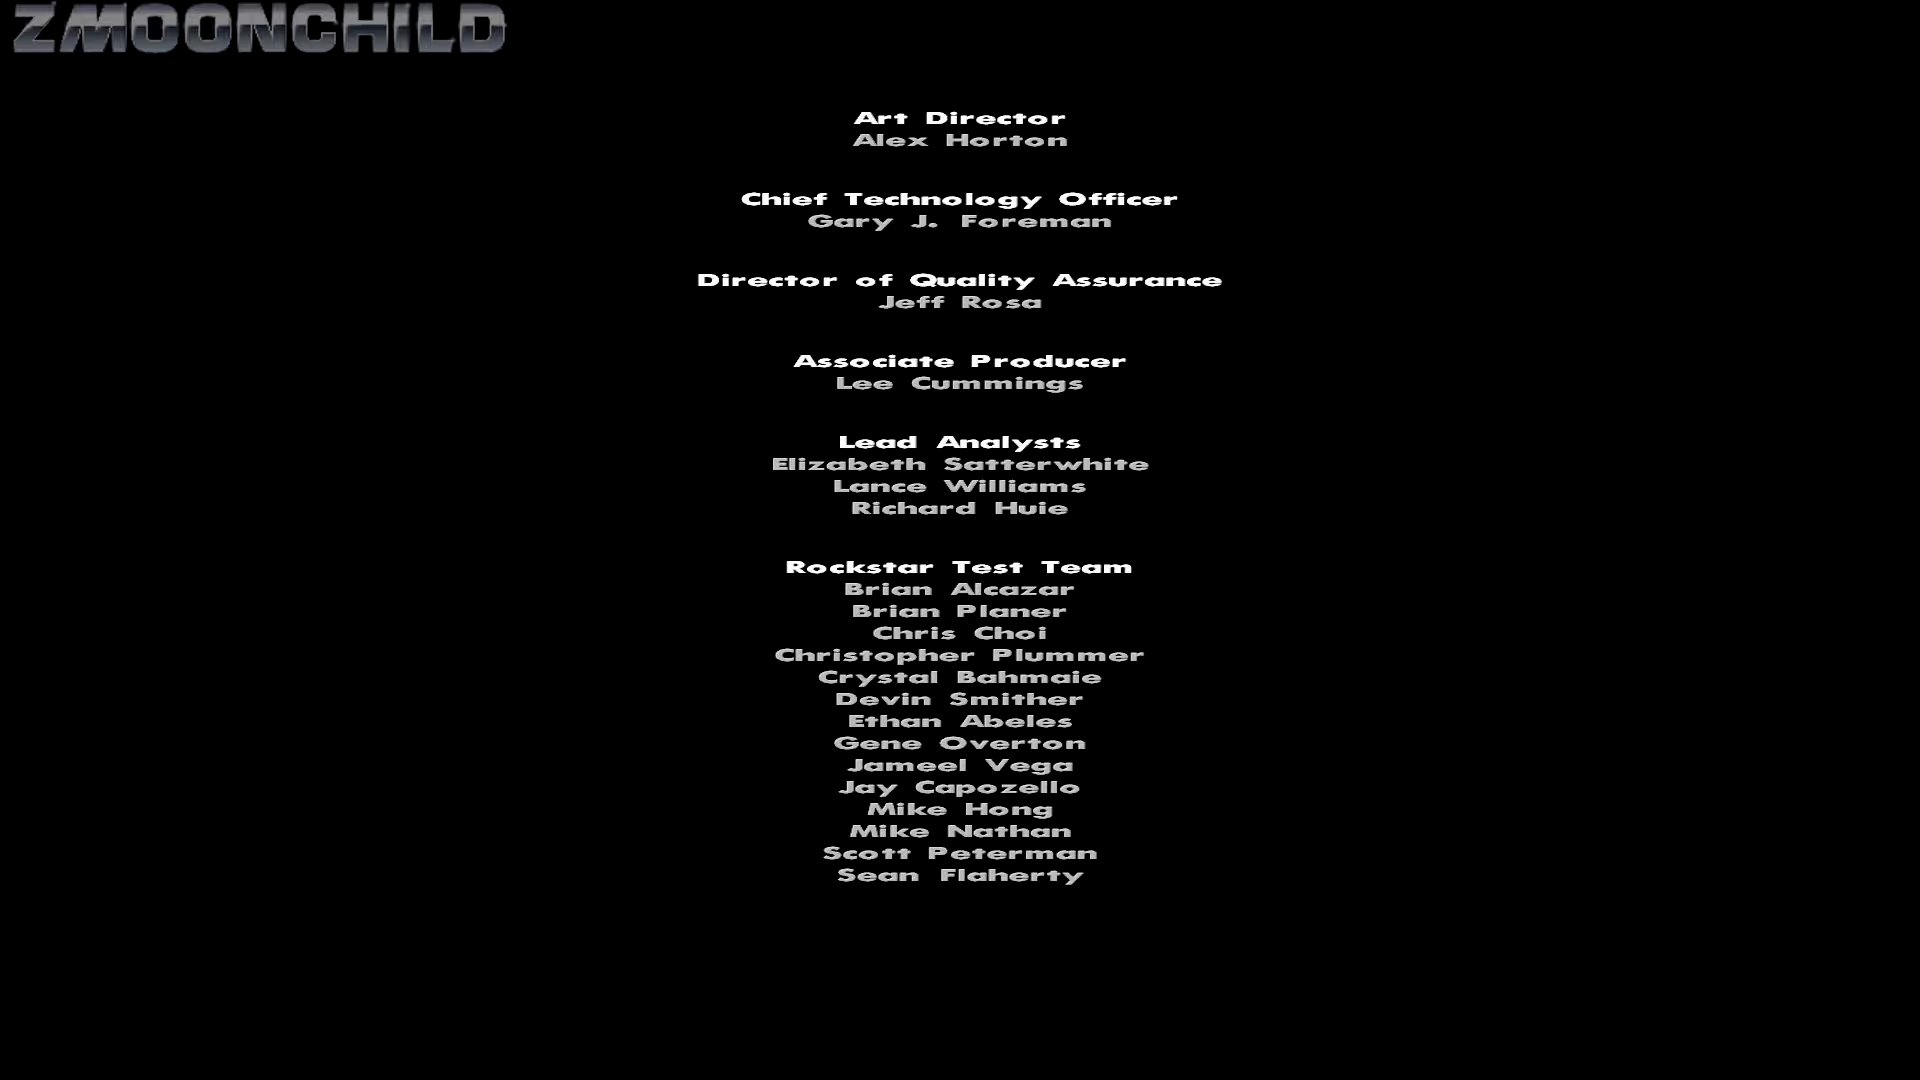 ZMOONCHILD
Art Director
Alex Horton
Chief Technology Officer
Gary J. Foreman
Director of Quality Assurance
Jeff Rosa
Associate Producer
Lee Cummings
Lead Analysts
Elizabeth Satterwhite
Lance Williams
Richard Huie
Rockstar Test Team
Brian Alcazar
Brian Planer
Chris Choi
Christopher Plummer
Crystal Bahmaie
Devin Smither
Ethan Abeles
Gene Overton
Jameel Vega
Jay Capozello
Mike Hong
Mike Nathan
Scott Peterman
Sean Flaherty